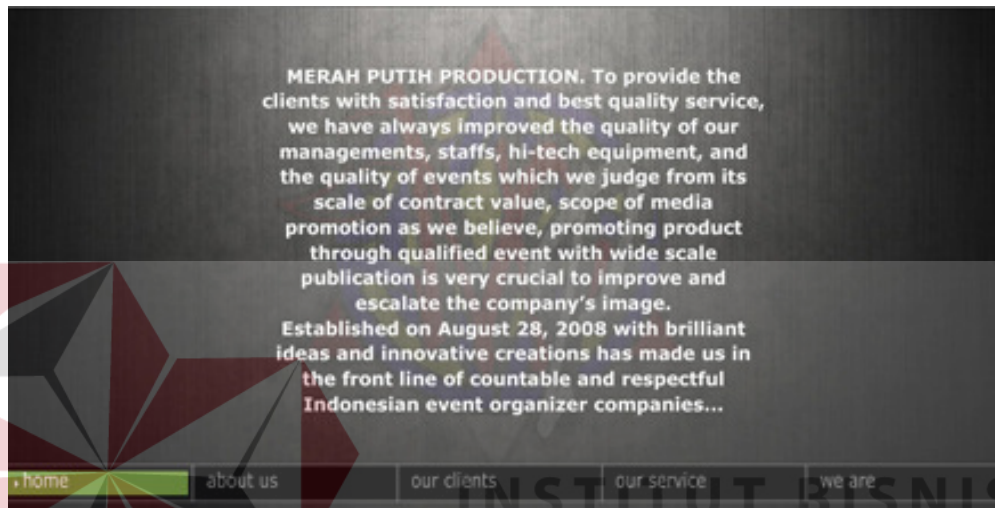 MERAH PUTIH PRODUCTION. To provide the
clients with satisfaction and best quality service,
we have always improved the quality of our
managements, staffs, hi-tech equipment, and
the quality of events which we judge from its
scale of contract value, scope of media
promotion as we believe, promoting product
through qualified event with wide scale
publication is very crucial to improve and
escalate the company's image.
Established on August 28, 2008 with brilliant
ideas and innovative creations has made us in
the front line of countable and respectful
Indonesian event organizer companies...
home about us our clients our service we are
INSTITUT BISNIS